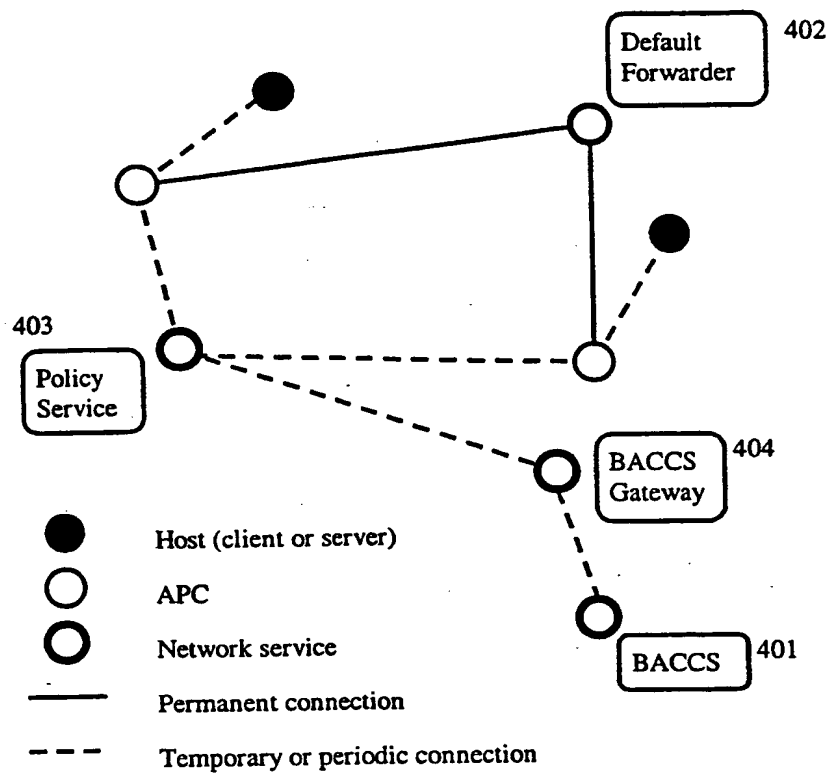 402
Default
Forwarder
403
Policy
Service
404
BACCS
Gateway
401
BACCS
Host (client or server)
APC
Network service
Permanent connection
Temporary or periodic connection